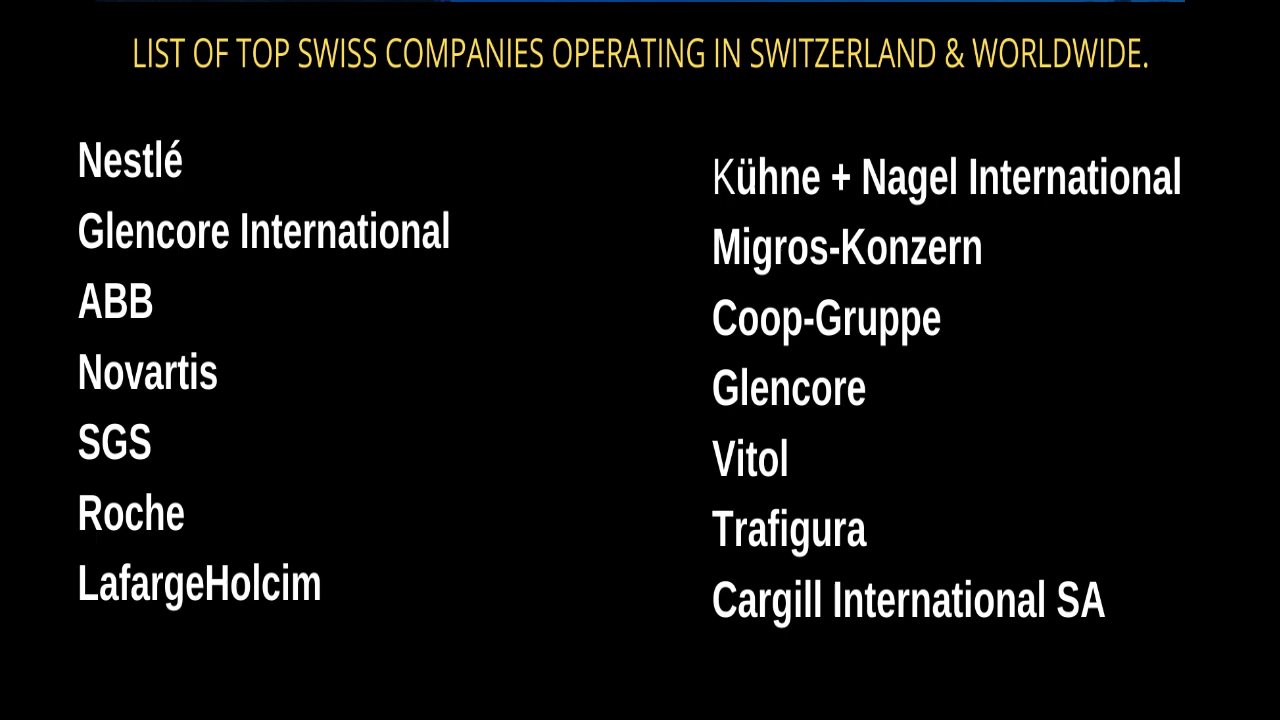 LIST OF TOP SWISS COMPANIES OPERATING IN SWITZERLAND & WORLDWIDE.
Nestlé
Glencore International
ABB
Novartis
SGS
Roche
LafargeHolcim
Kühne + Nagel International
Migros-Konzern
Coop-Gruppe
Glencore
Vitol
Trafigura
Cargill International SA